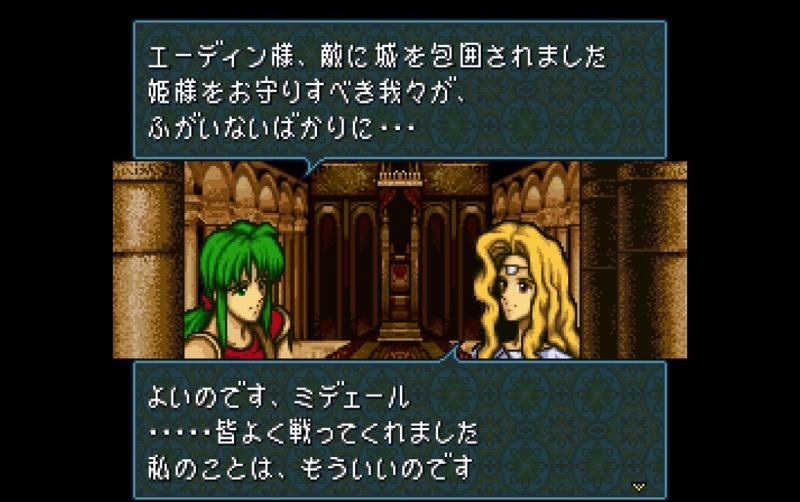 エーディン様、敵に城を包囲されました
姫様をお守りすべき我々が、
ふがいないばかりに・・・
よいのです、ミデェール
・・・・・皆よく戦ってくれました
私のことは、もういいのです